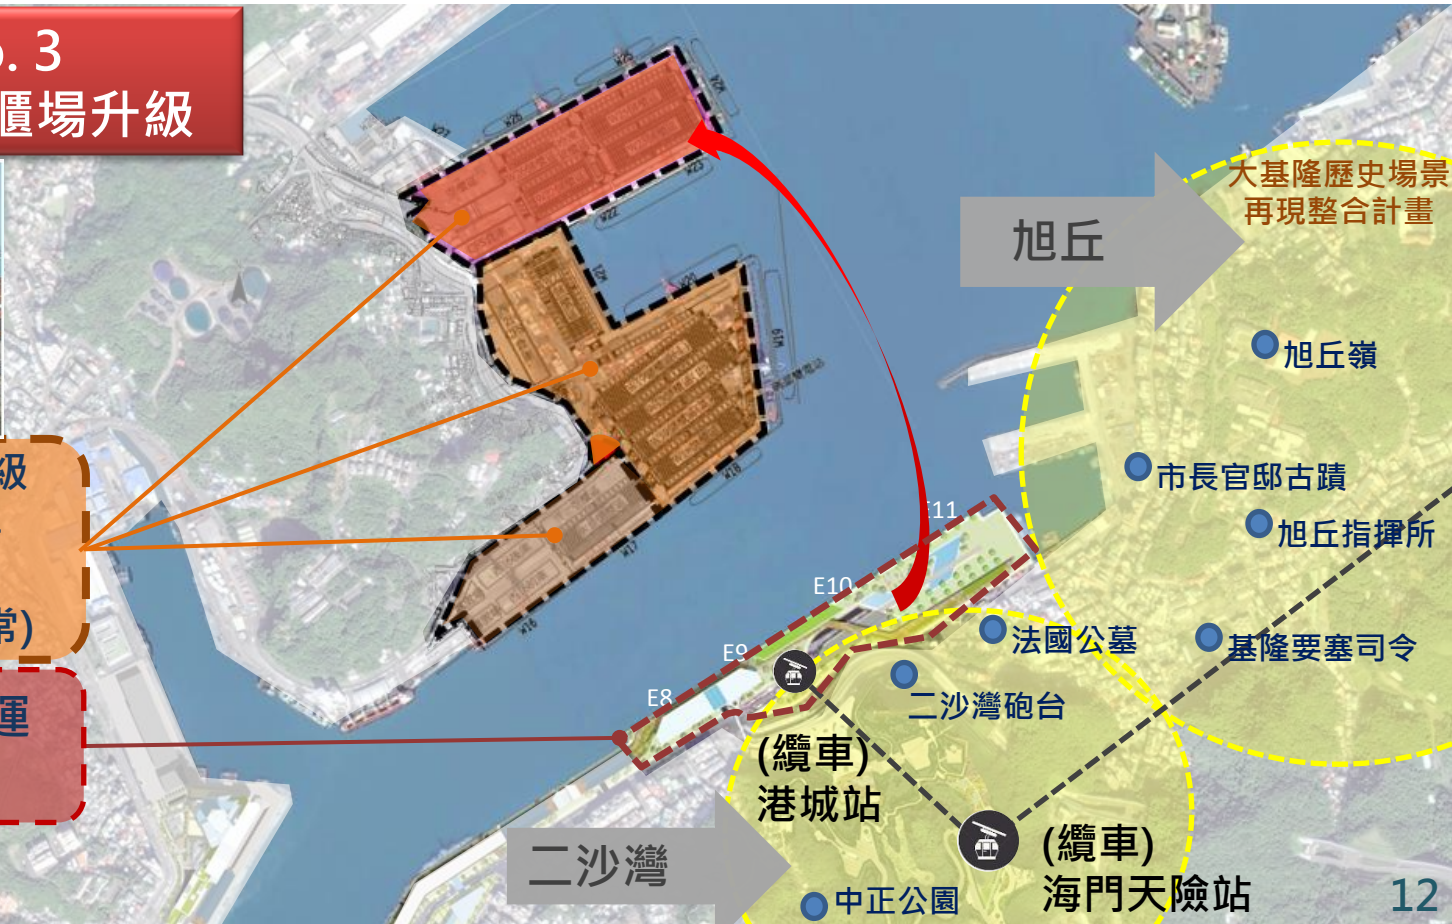 o. 3
櫃場升級
大基隆歷史場景
再現整合計畫
旭丘
旭丘嶺
市長官邸古蹟
旭丘指揮所
級
常)
E11
E10
E9
E8
法國公墓
基隆要塞司令
二沙灣砲台
運
(纜車)
港城站
二沙灣
(纜車)
海門天險站
中正公園
12